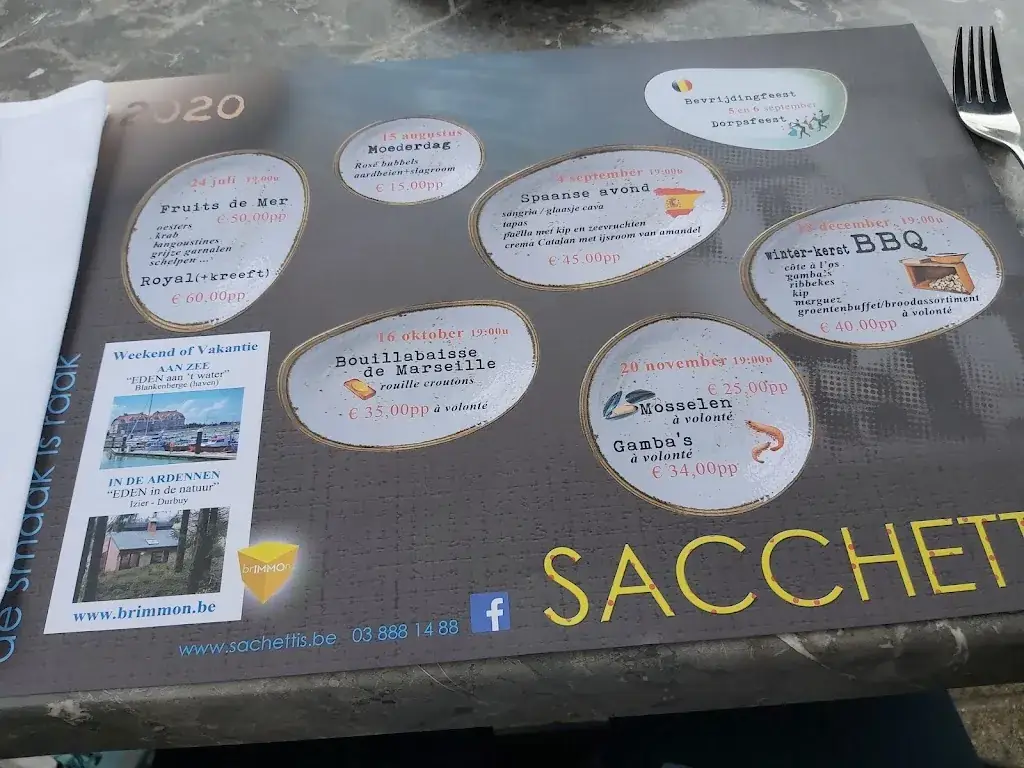 2020
Bevrijdingfeest
5 en 6 september
Dorpsfeest
15 augustus
Moederdag
Rosé bubbels
aardbeien+slagroom
€ 15,00pp
24 juli
Fruits de Mer
€ 50,00pp
oesters
krab
langoustines
grijze garnalen
schelpen ...
Royal(+kreeft)
€ 60,00pp
4 september 19:00u
Spaanse avond
sangria / glaasje cava
tapas
paëlla met kip en zeevruchten
crema Catalan met ijsroom van amandel
€ 45,00pp
december 19:00u
winter-kerst BBQ
côte à l'os
gamba's
ribbekes
kip
merguez
groentenbuffet/broodassortiment
à volonté
€ 40,00pp
16 oktober 19:00u
Bouillabaisse
de Marseille
rouille croutons
€ 35,00pp à volonté
20 november 19:00u
€ 25,00pp
Mosselen
à volonté
Gamba's
à volonté
€ 34,00pp
Weekend of Vakantie
AAN ZEE
"EDEN aan 't water"
Blankenberge (haven)
IN DE ARDENNEN
"EDEN in de natuur"
Izier - Durbuy
www.brimmon.be
brIMMOn
de smaak is raak
www.sachettis.be 03 888 14 88
f
SACCHETT